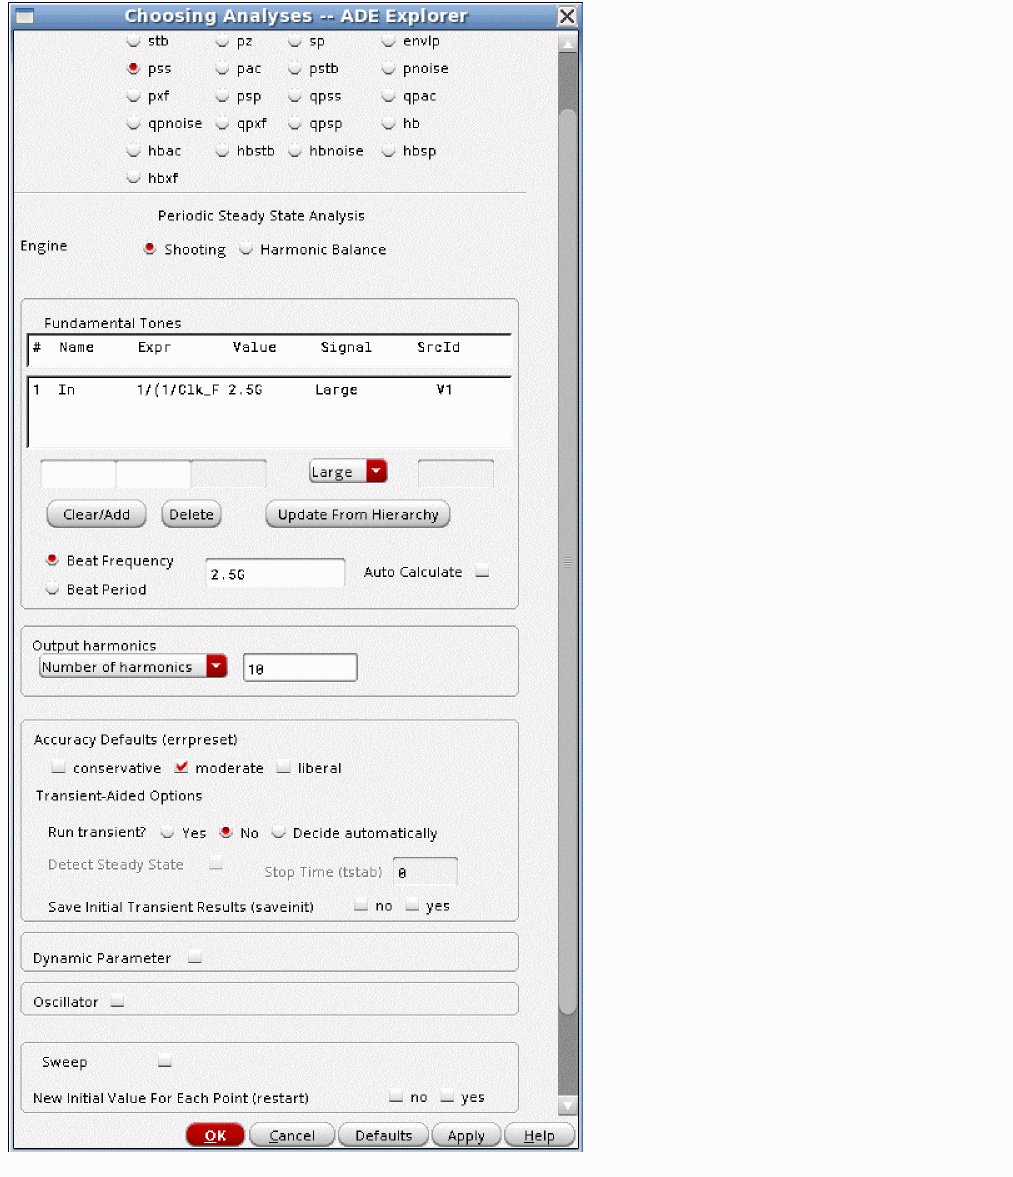 Choosing Analyses -- ADE Explorer
stb pz sp envlp
pss pac pstb pnoise
pxf psp qpss qpac
qpnoise qpxf qpsp hb
hbac hbstb hbnoise hbsp
hbxf
Periodic Steady State Analysis
Engine Shooting Harmonic Balance
Fundamental Tones
# Name Expr Value Signal SrcId
1 In 1/(1/Clk_F 2.5G Large V1
Large
Clear/Add Delete Update From Hierarchy
Beat Frequency 2.5G Auto Calculate
Beat Period
Output harmonics
Number of harmonics 10
Accuracy Defaults (errpreset)
conservative moderate liberal
Transient-Aided Options
Run transient? Yes No Decide automatically
Detect Steady State Stop Time (tstab) 0
Save Initial Transient Results (saveinit) no yes
Dynamic Parameter
Oscillator
Sweep
New Initial Value For Each Point (restart) no yes
OK Cancel Defaults Apply Help